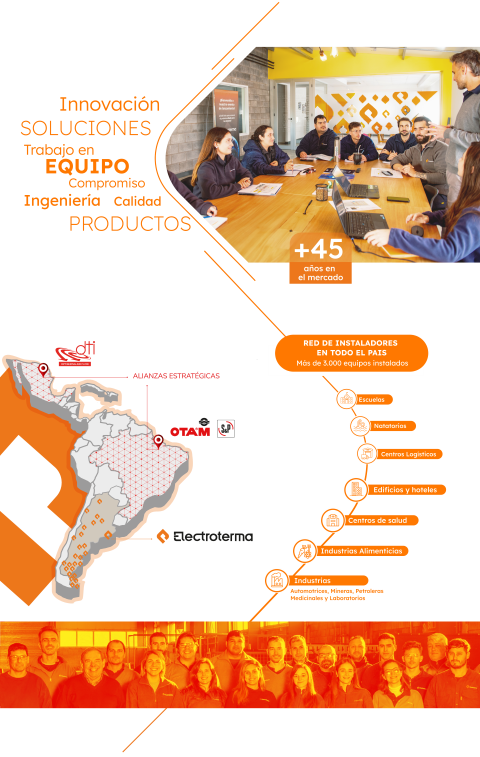 Innovación
SOLUCIONES
Trabajo en
EQUIPO
Compromiso
Ingeniería Calidad
PRODUCTOS
+45
años en
el mercado
dti
ALIANZAS ESTRATÉGICAS
OTAM
S&P
Electroterma
RED DE INSTALADORES
EN TODO EL PAIS
Más de 3.000 equipos instalados
Escuelas
Natatorios
Centros Logísticos
Edificios y hoteles
Centros de salud
Industrias Alimenticias
Industrias
Automotrices, Mineras, Petroleras
Medicinales y Laboratorios